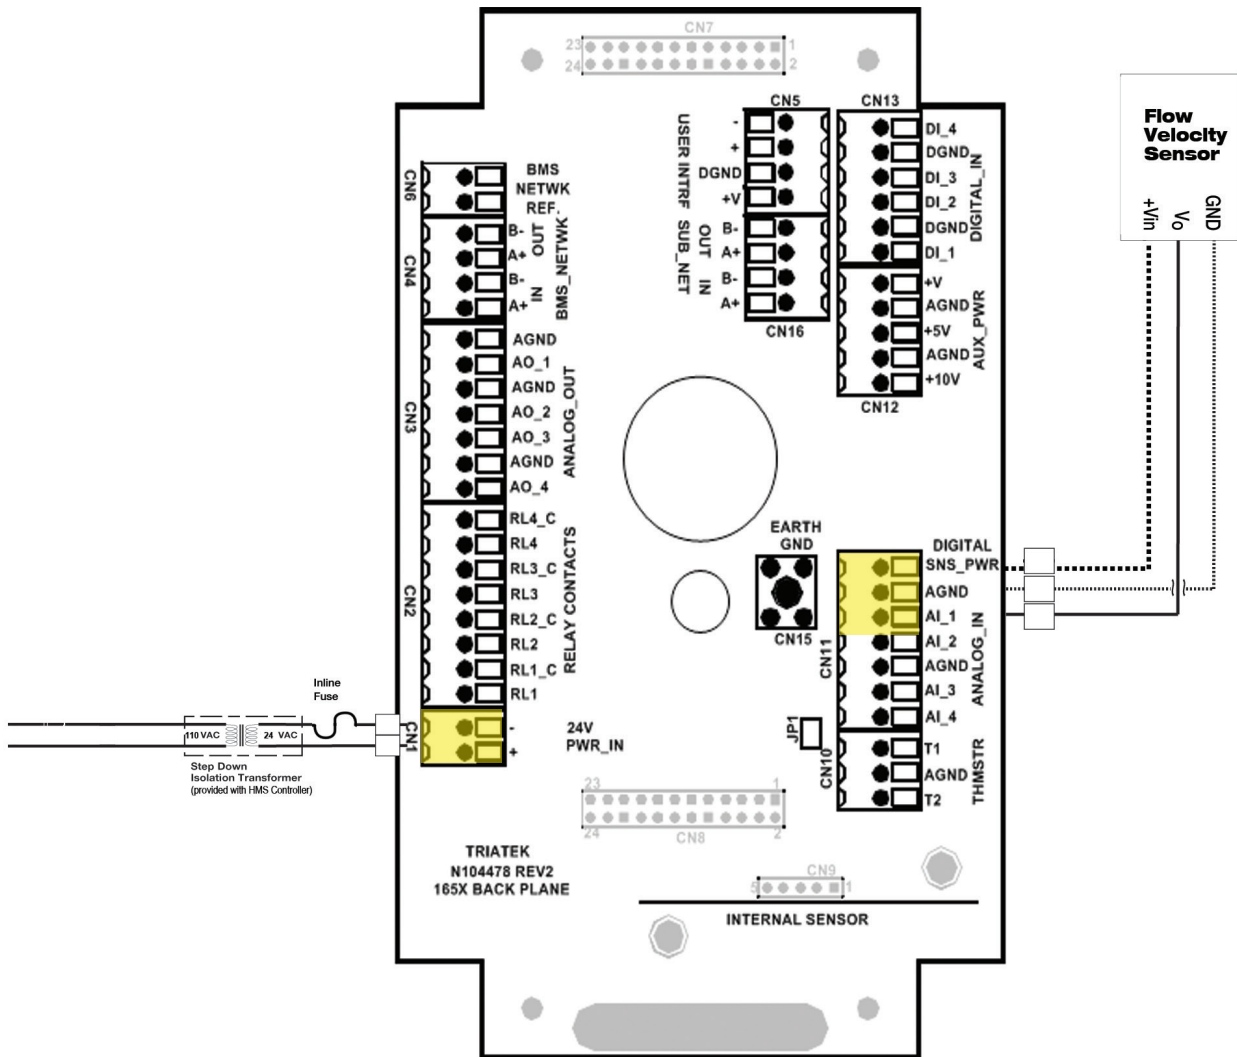 CN7
23
1
24
2
CN5
CN13
-
+
DGND
+V
USER INTRF
B-
A+
B-
A+
OUT
IN
SUB_NET
CN16
DI_4
DGND
DI_3
DI_2
DGND
DI_1
DIGITAL_IN
+V
AGND
+5V
AGND
+10V
AUX_PWR
CN12
Flow
Velocity
Sensor
+Vin
Vo
GND
CN6
BMS
NETWK
REF.
CN4
B-
A+
B-
A+
OUT
IN
BMS_NETWK
CN3
AGND
AO_1
AGND
AO_2
AO_3
AGND
AO_4
ANALOG_OUT
CN2
RL4_C
RL4
RL3_C
RL3
RL2_C
RL2
RL1_C
RL1
RELAY CONTACTS
EARTH
GND
CN15
DIGITAL
SNS_PWR
AGND
AI_1
AI_2
AGND
AI_3
AI_4
CN11
ANALOG_IN
Inline
Fuse
110 VAC
24 VAC
Step Down
Isolation Transformer
(provided with HMS Controller)
CN1
-
+
24V
PWR_IN
JP1
CN10
T1
AGND
T2
THMSTR
23
1
24
2
CN8
TRIATEK
N104478 REV2
165X BACK PLANE
CN9
5
1
INTERNAL SENSOR